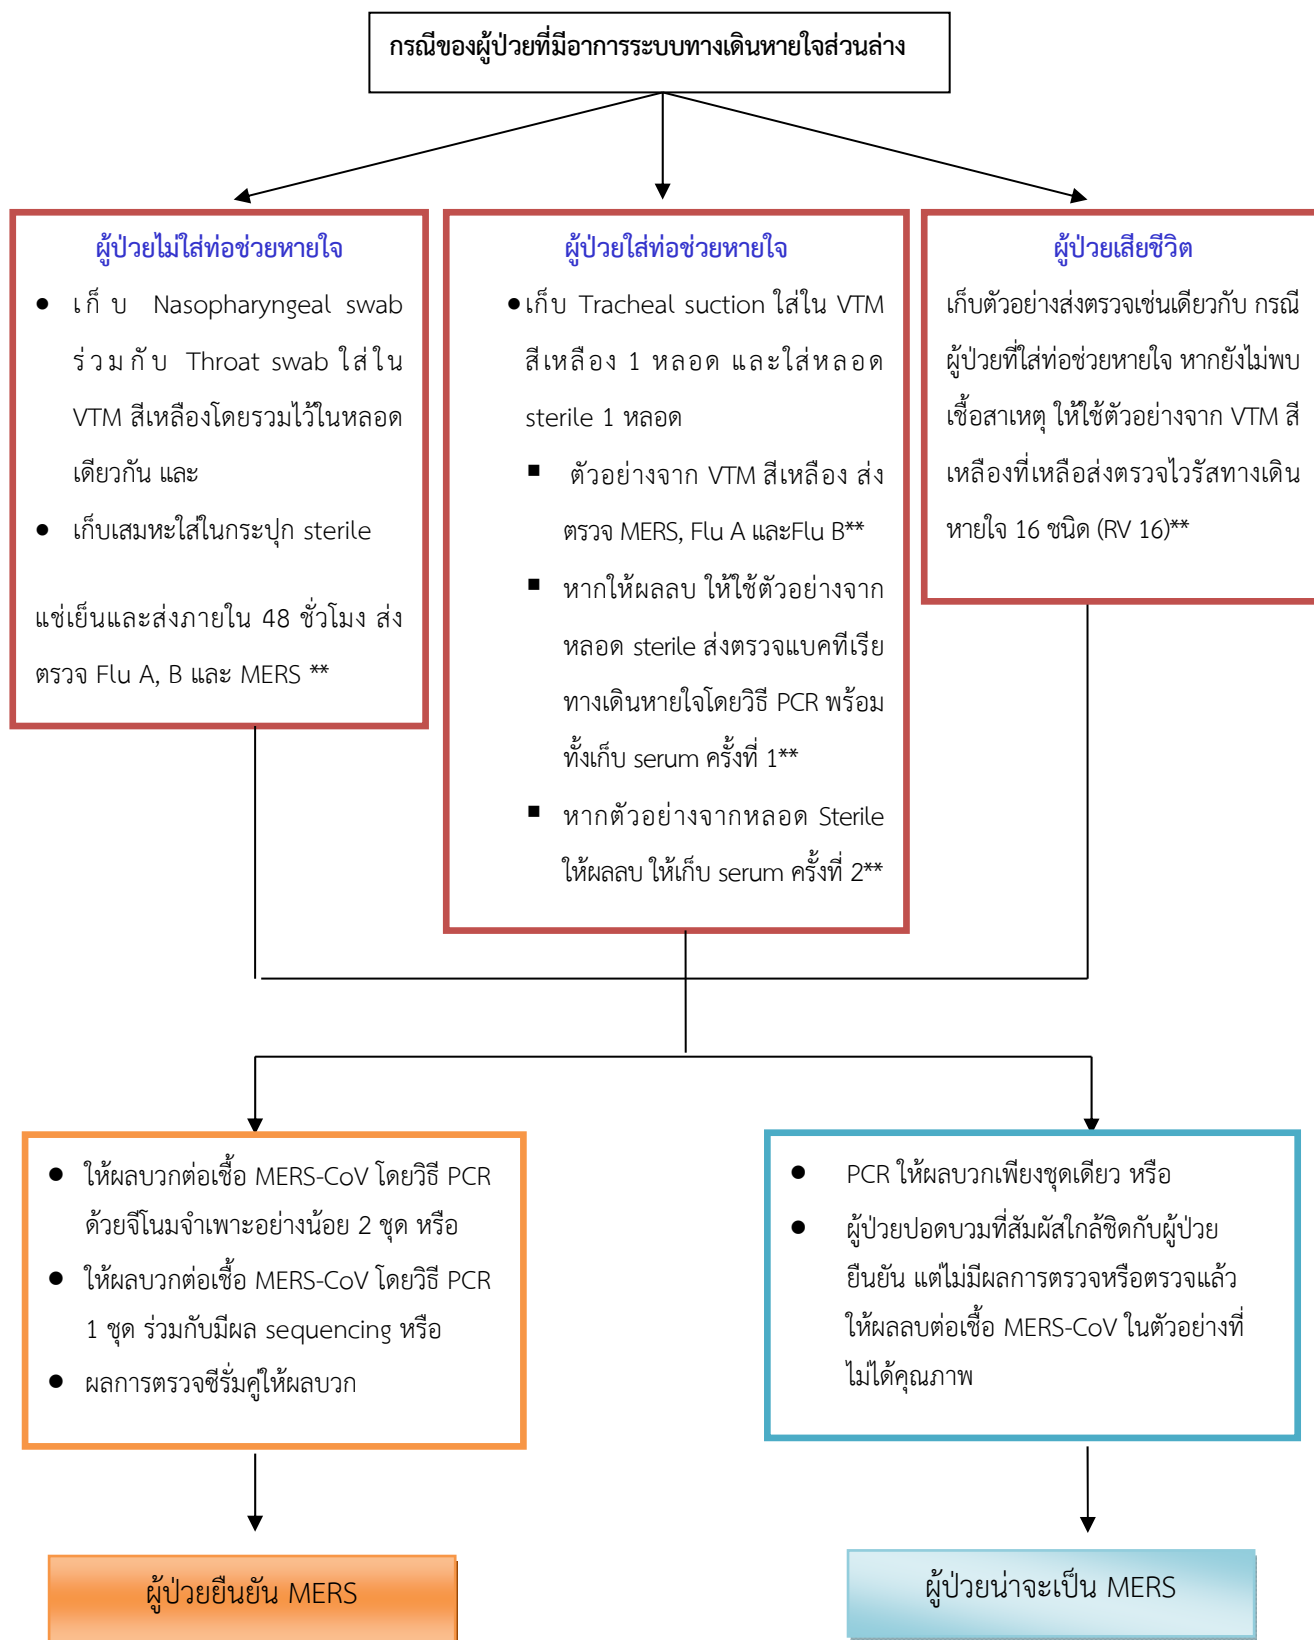 กรณีของผู้ป่วยที่มีอาการระบบทางเดินหายใจส่วนล่าง
ผู้ป่วยไม่ใส่ท่อช่วยหายใจ
● เก็บ Nasopharyngeal swab
ร่วมกับ Throat swab ใส่ใน
VTM สีเหลืองโดยรวมไว้ในหลอด
เดียวกัน และ
● เก็บเสมหะใส่ในกระปุก sterile
แช่เย็นและส่งภายใน 48 ชั่วโมง ส่ง
ตรวจ Flu A, B และ MERS **
ผู้ป่วยใส่ท่อช่วยหายใจ
● เก็บ Tracheal suction ใส่ใน VTM
สีเหลือง 1 หลอด และใส่หลอด
sterile 1 หลอด
■ ตัวอย่างจาก VTM สีเหลือง ส่ง
ตรวจ MERS, Flu A และFlu B**
■ หากให้ผลลบ ให้ใช้ตัวอย่างจาก
หลอด sterile ส่งตรวจแบคทีเรีย
ทางเดินหายใจโดยวิธี PCR พร้อม
ทั้งเก็บ serum ครั้งที่ 1**
■ หากตัวอย่างจากหลอด Sterile
ให้ผลลบ ให้เก็บ serum ครั้งที่ 2**
ผู้ป่วยเสียชีวิต
เก็บตัวอย่างส่งตรวจเช่นเดียวกับ กรณี
ผู้ป่วยที่ใส่ท่อช่วยหายใจ หากยังไม่พบ
เชื้อสาเหตุ ให้ใช้ตัวอย่างจาก VTM สี
เหลืองที่เหลือส่งตรวจไวรัสทางเดิน
หายใจ 16 ชนิด (RV 16)**
● ให้ผลบวกต่อเชื้อ MERS-CoV โดยวิธี PCR
ด้วยจีโนมจำเพาะอย่างน้อย 2 ชุด หรือ
● ให้ผลบวกต่อเชื้อ MERS-CoV โดยวิธี PCR
1 ชุด ร่วมกับมีผล sequencing หรือ
● ผลการตรวจซีรั่มคู่ให้ผลบวก
● PCR ให้ผลบวกเพียงชุดเดียว หรือ
● ผู้ป่วยปอดบวมที่สัมผัสใกล้ชิดกับผู้ป่วย
ยืนยัน แต่ไม่มีผลการตรวจหรือตรวจแล้ว
ให้ผลลบต่อเชื้อ MERS-CoV ในตัวอย่างที่
ไม่ได้คุณภาพ
ผู้ป่วยยืนยัน MERS
ผู้ป่วยน่าจะเป็น MERS